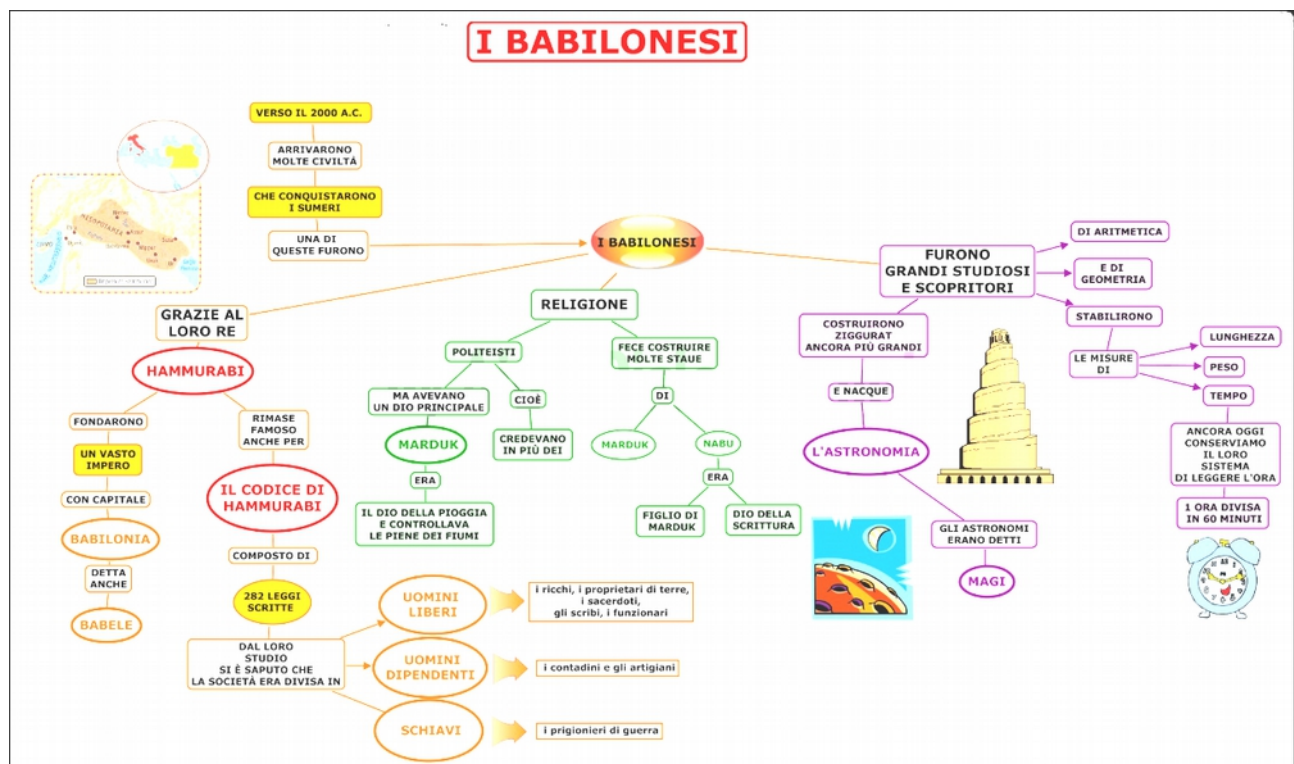 I BABILONESI
VERSO IL 2000 A.C.
ARRIVARONO
MOLTE CIVILTÁ
CHE CONQUISTARONO
I SUMERI
UNA DI
QUESTE FURONO
I BABILONESI
MESOPOTAMIA
GRAZIE AL
LORO RE
HAMMURABI
FONDARONO
UN VASTO
IMPERO
CON CAPITALE
BABILONIA
DETTA
ANCHE
BABELE
RIMASE
FAMOSO
ANCHE PER
IL CODICE DI
HAMMURABI
COMPOSTO DI
282 LEGGI
SCRITTE
DAL LORO
STUDIO
SI È SAPUTO CHE
LA SOCIETÀ ERA DIVISA IN
UOMINI
LIBERI
i ricchi, i proprietari di terre,
i sacerdoti,
gli scribi, i funzionari
UOMINI
DIPENDENTI
i contadini e gli artigiani
SCHIAVI
i prigionieri di guerra
RELIGIONE
POLITEISTI
MA AVEVANO
UN DIO PRINCIPALE
MARDUK
ERA
IL DIO DELLA PIOGGIA
E CONTROLLAVA
LE PIENE DEI FIUMI
CIOÈ
CREDEVANO
IN PIÙ DEI
FECE COSTRUIRE
MOLTE STAUE
DI
MARDUK
NABU
ERA
FIGLIO DI
MARDUK
DIO DELLA
SCRITTURA
FURONO
GRANDI STUDIOSI
E SCOPRITORI
DI ARITMETICA
E DI
GEOMETRIA
STABILIRONO
LE MISURE
DI
LUNGHEZZA
PESO
TEMPO
ANCORA OGGI
CONSERVIAMO
IL LORO
SISTEMA
DI LEGGERE L'ORA
1 ORA DIVISA
IN 60 MINUTI
COSTRUIRONO
ZIGGURAT
ANCORA PIÙ GRANDI
E NACQUE
L'ASTRONOMIA
GLI ASTRONOMI
ERANO DETTI
MAGI